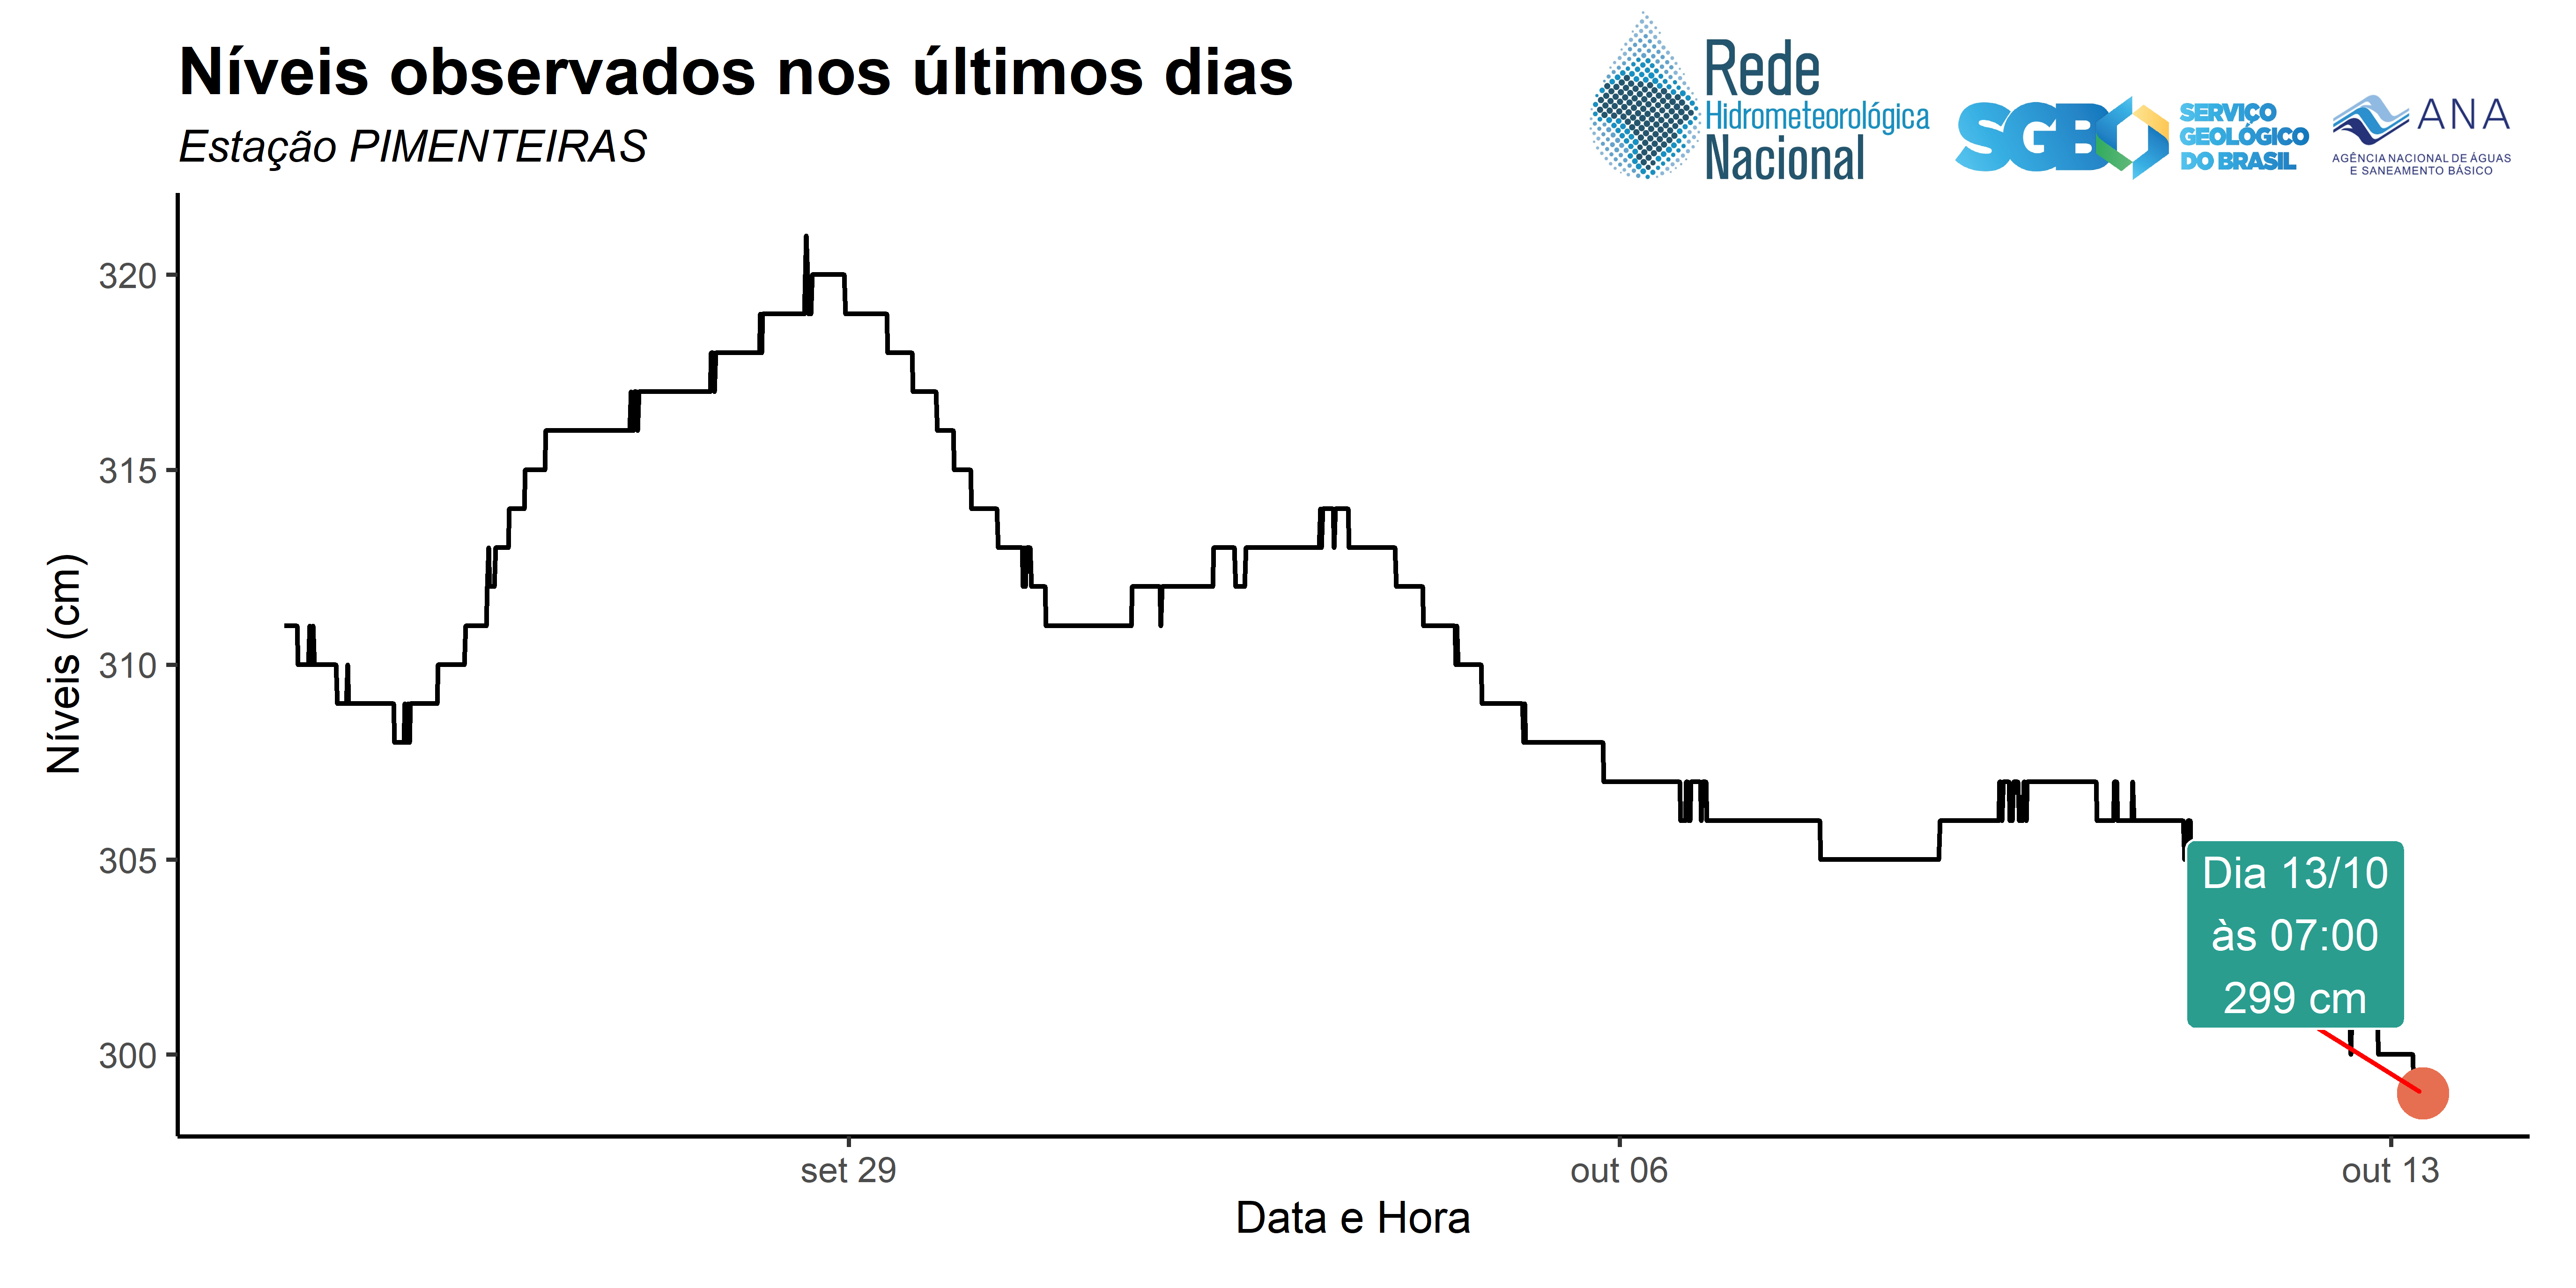 Níveis observados nos últimos dias
Estação PIMENTEIRAS
Rede
Hidrometeorológica
Nacional
SGB
SERVIÇO
GEOLÓGICO
DO BRASIL
ANA
AGÊNCIA NACIONAL DE ÁGUAS
E SANEAMENTO BÁSICO
Níveis (cm)
320
315
310
305
300
Dia 13/10
às 07:00
299 cm
set 29
out 06
out 13
Data e Hora